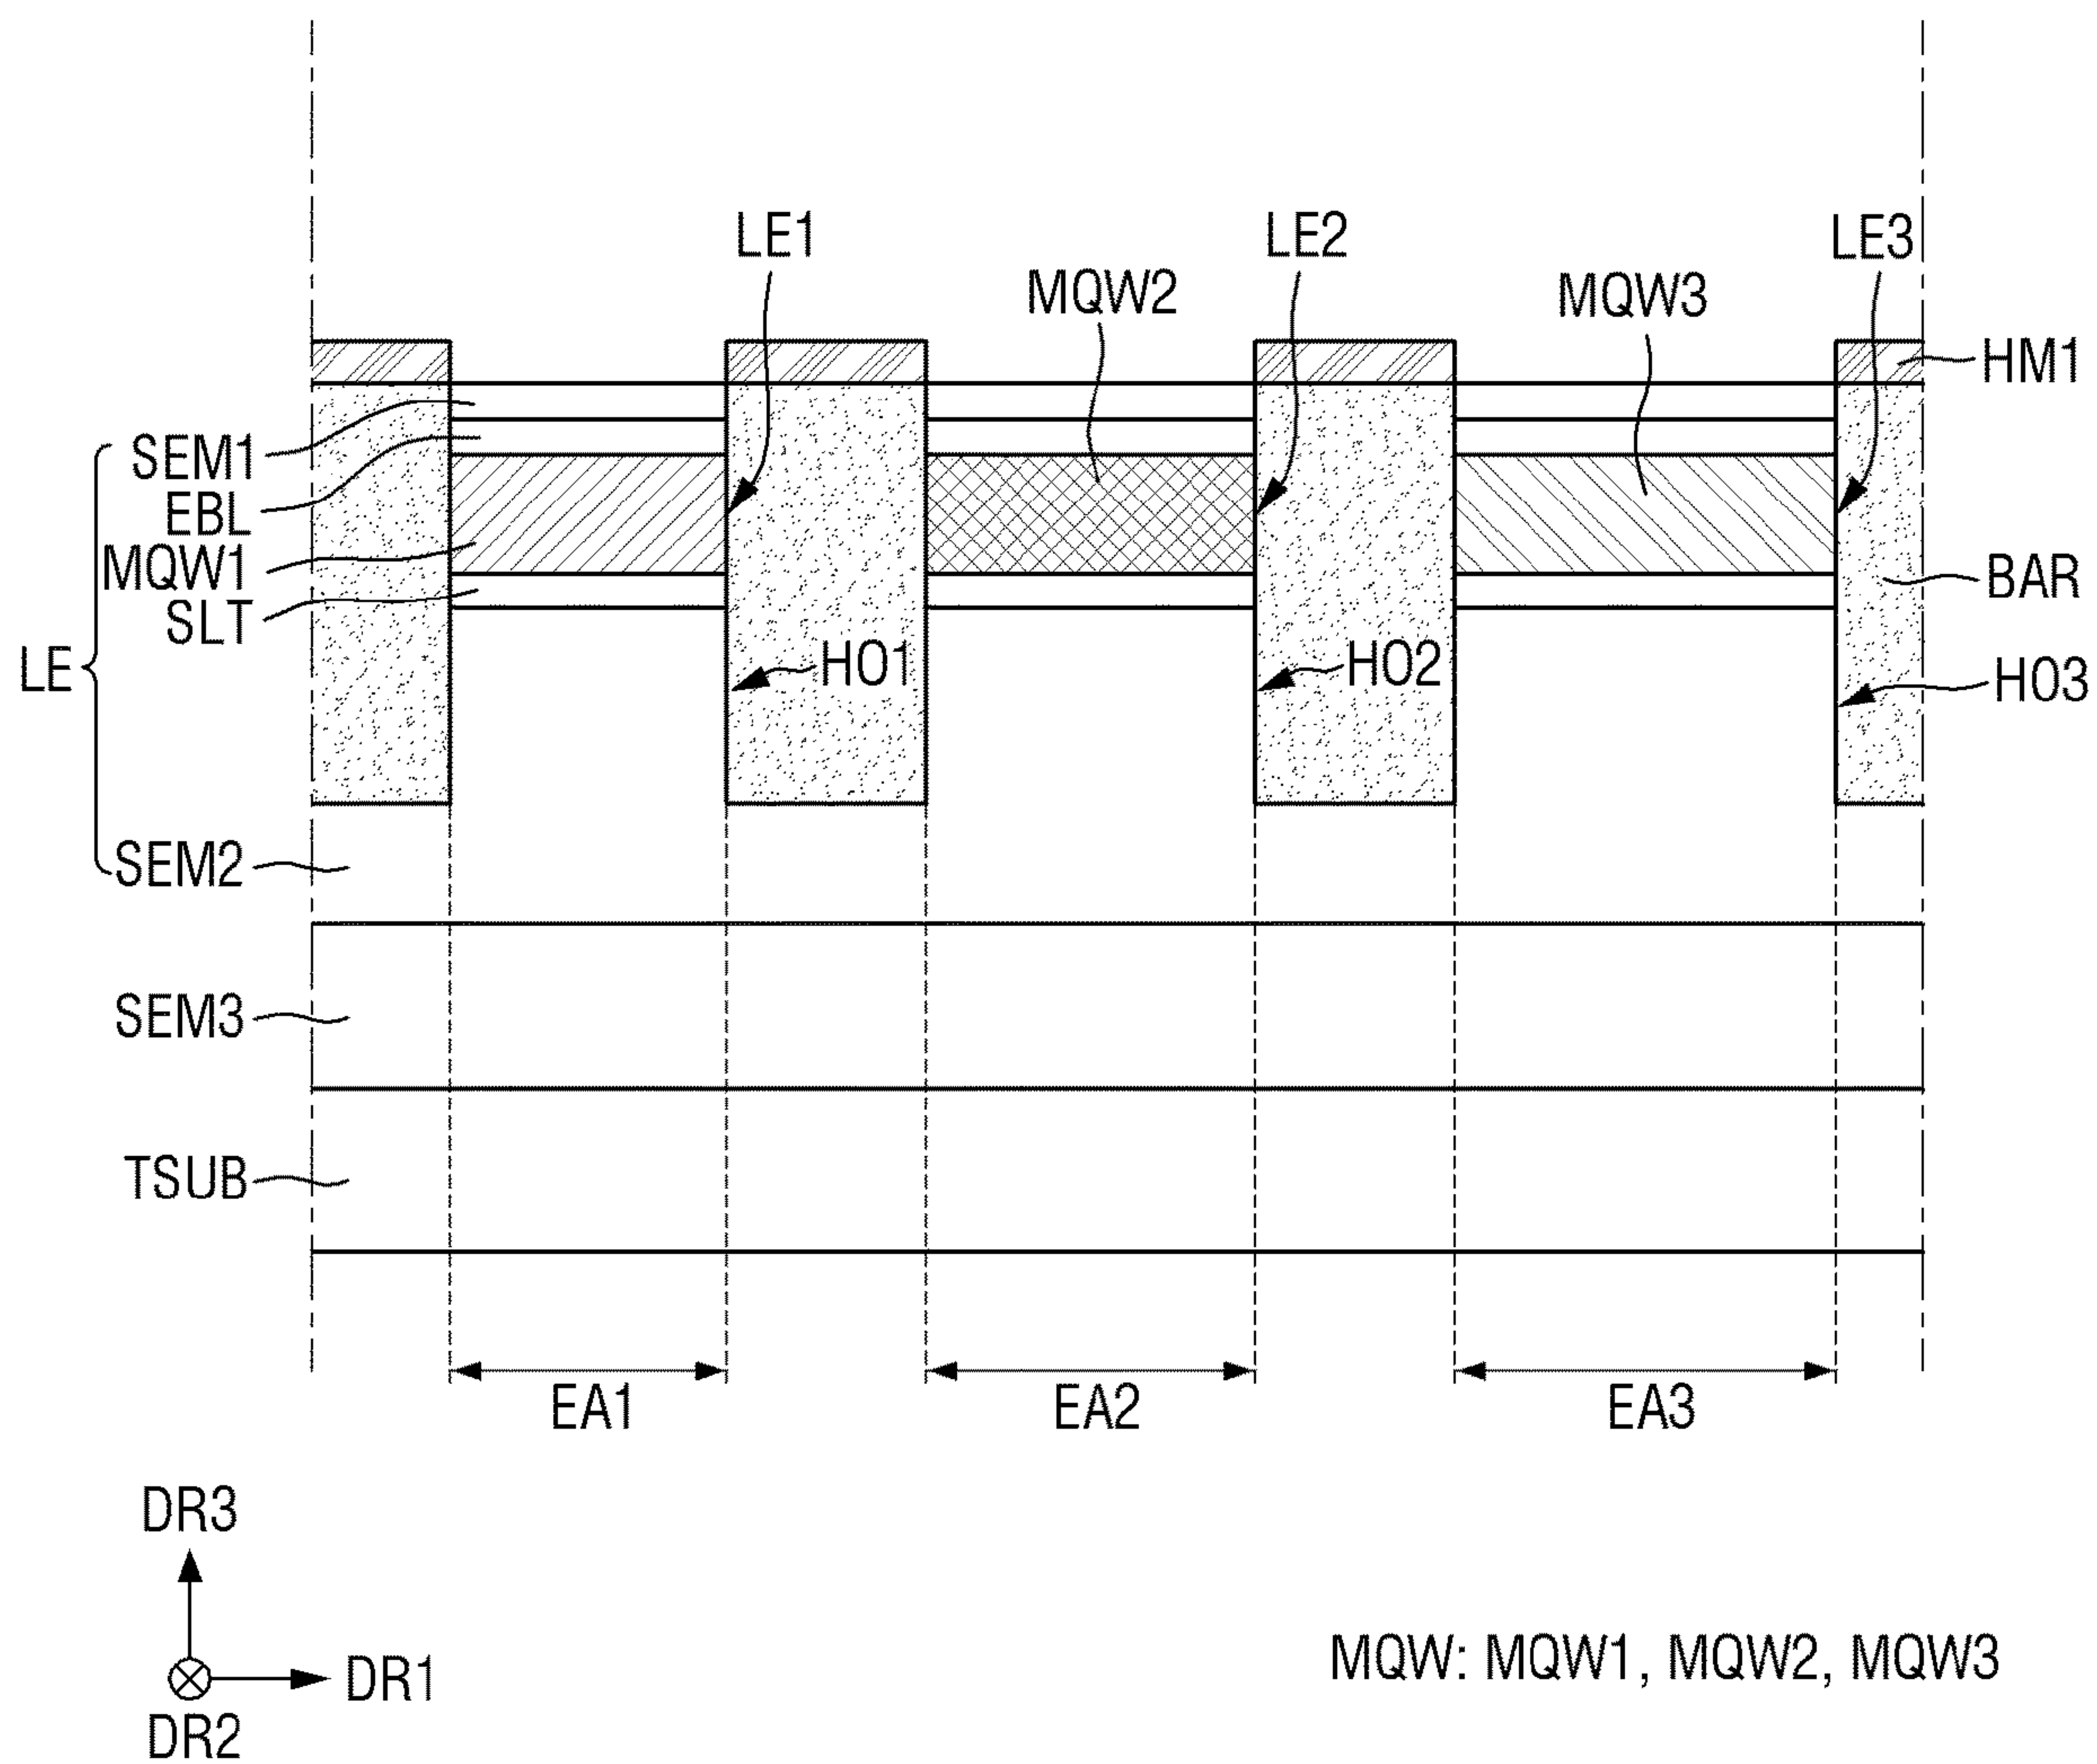 LE1
LE2
LE3
MQW2
MQW3
HM1
SEM1
EBL
MQW1
SLT
BAR
LE
HO1
HO2
HO3
SEM2
SEM3
TSUB
EA1
EA2
EA3
DR3
DR1
DR2
MQW: MQW1, MQW2, MQW3